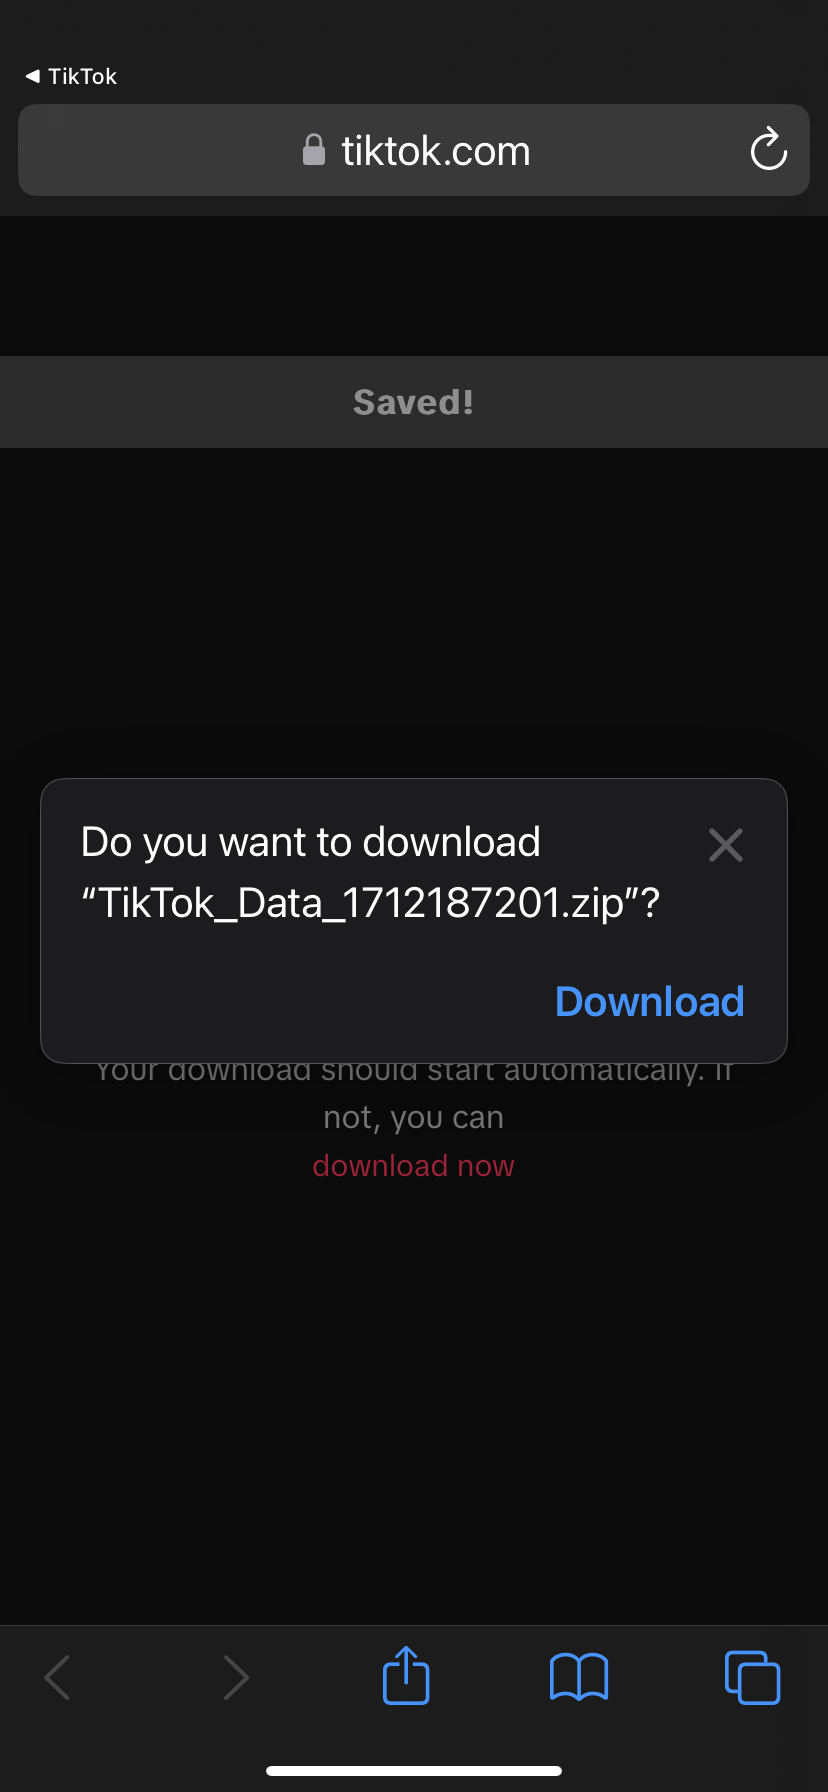 ◀ TikTok
tiktok.com
Saved!
Do you want to download
“TikTok_Data_1712187201.zip”?
Download
Your download should start automatically. If
not, you can
download now